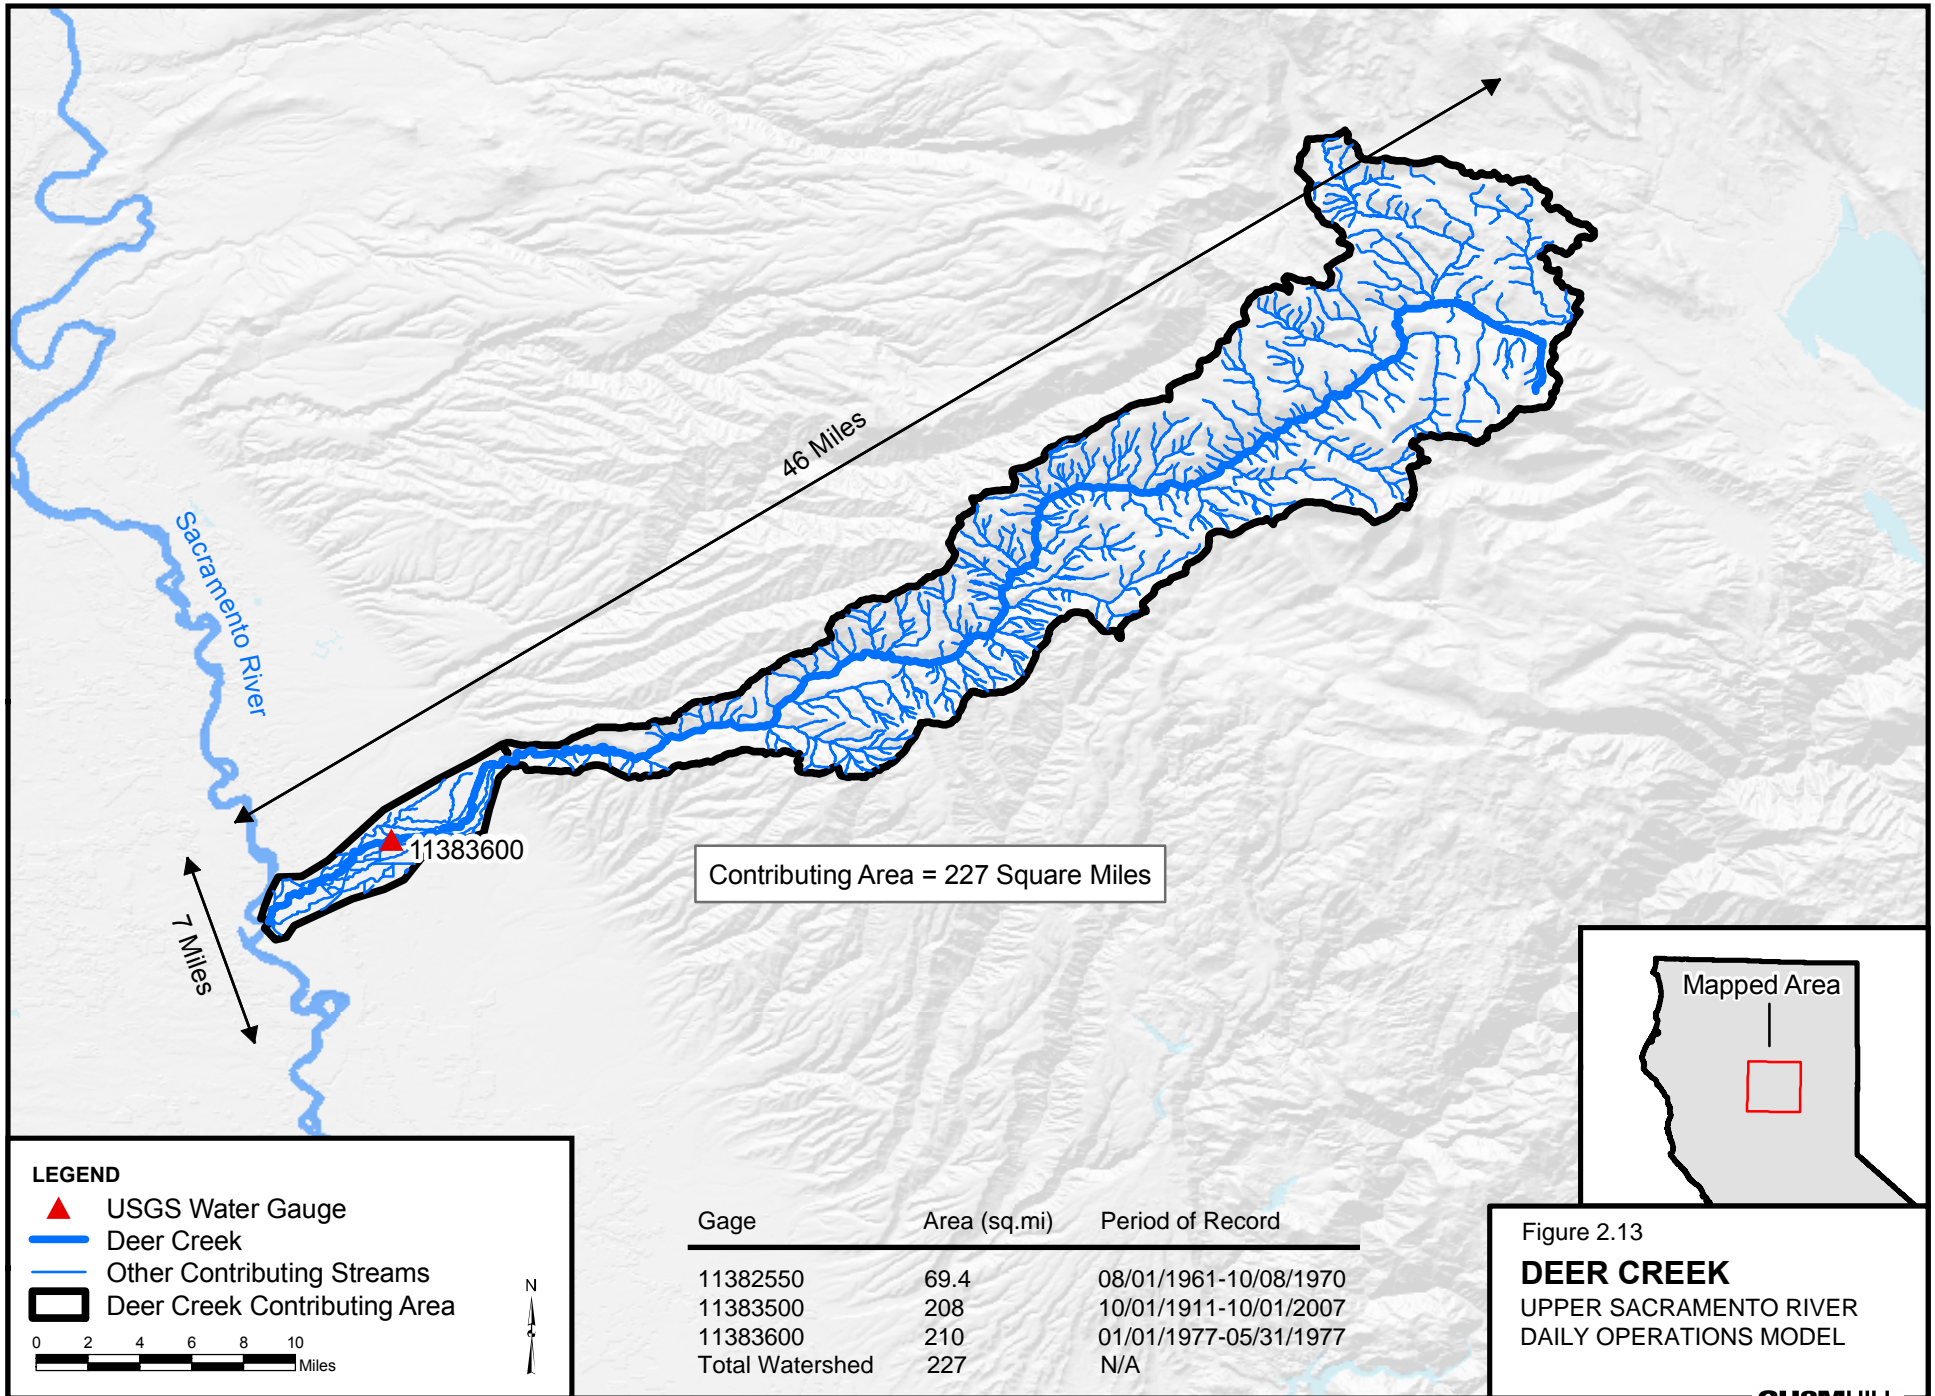 46 Miles
Sacramento River
11383600
7 Miles
Contributing Area = 227 Square Miles
Mapped Area
LEGEND
USGS Water Gauge
Deer Creek
Other Contributing Streams
Deer Creek Contributing Area
N
0 2 4 6 8 10
Miles
Gage Area (sq.mi) Period of Record
11382550 69.4 08/01/1961-10/08/1970
11383500 208 10/01/1911-10/01/2007
11383600 210 01/01/1977-05/31/1977
Total Watershed 227 N/A
Figure 2.13
DEER CREEK
UPPER SACRAMENTO RIVER
DAILY OPERATIONS MODEL